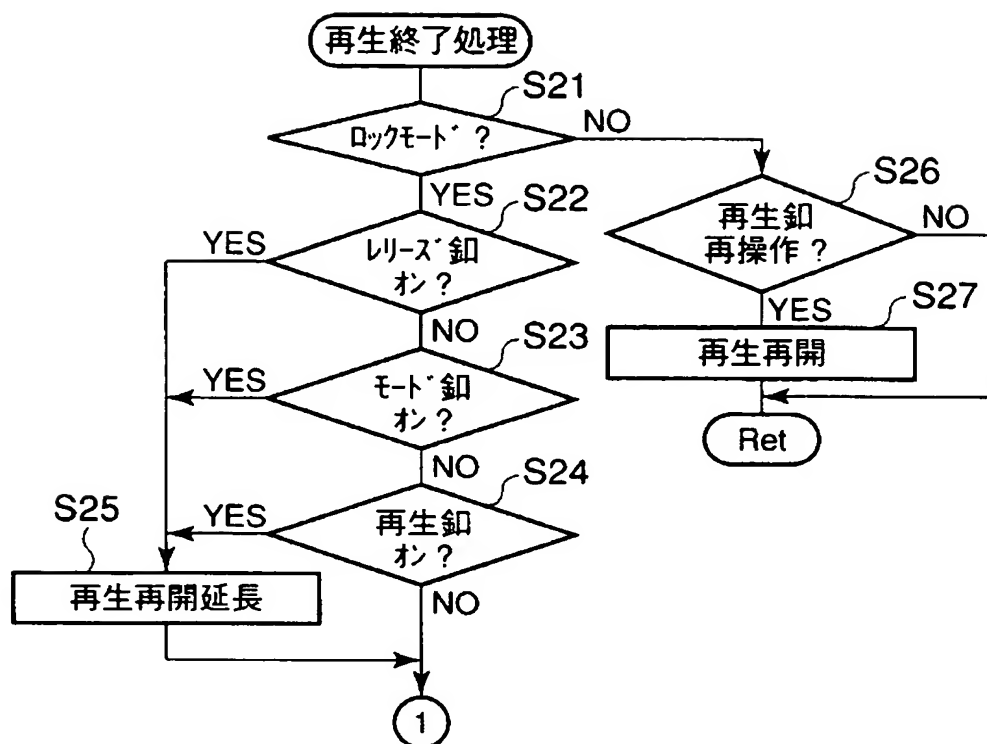 再生終了処理
S21
ロックモード?
NO
YES
S22
YES
レリーズ釦
オン?
NO
S23
YES
モード釦
オン?
NO
S24
YES
再生釦
オン?
NO
S25
再生再開延長
1
S26
再生釦
再操作?
NO
YES
S27
再生再開
Ret